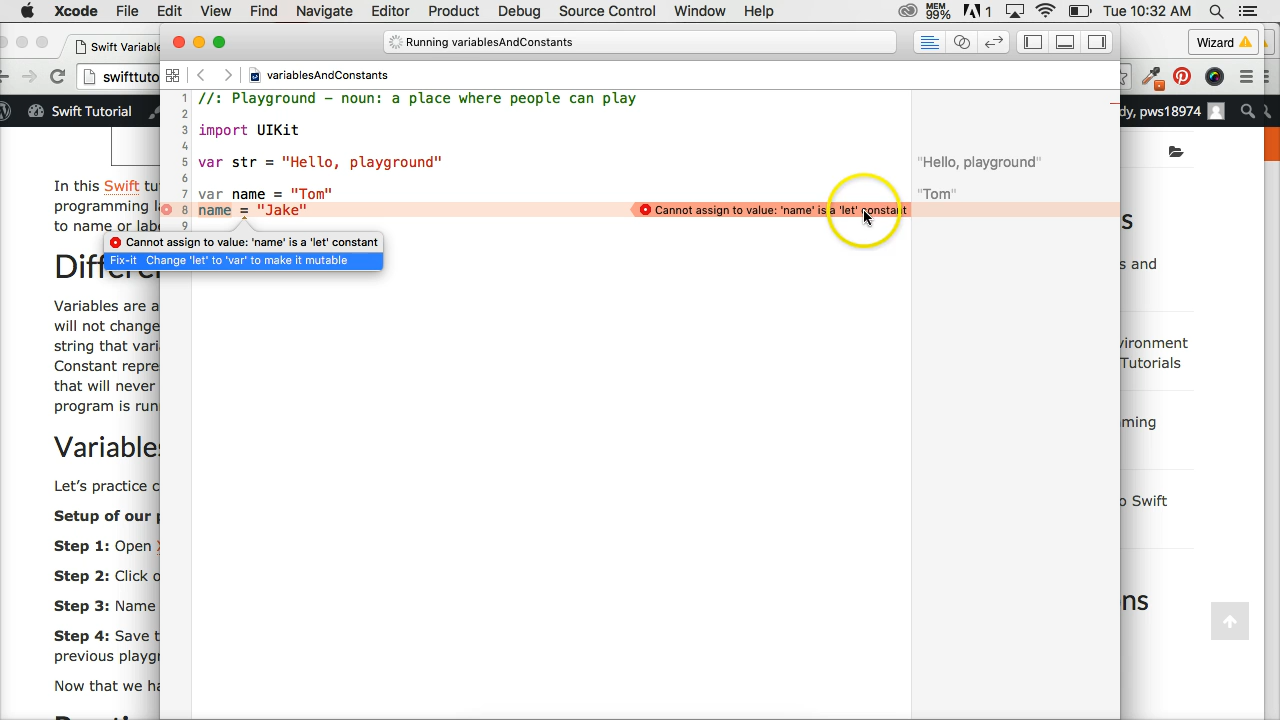 Xcode File Edit View Find Navigate Editor Product Debug Source Control Window Help MEM 99% 1 Tue 10:32 AM
Swift Variable
Running variablesAndConstants
Wizard
swifttuto
variablesAndConstants
Swift Tutorial
dy, pws18974
1 //: Playground – noun: a place where people can play
2
3 import UIKit
4
5 var str = "Hello, playground" "Hello, playground"
6
7 var name = "Tom" "Tom"
8 name = "Jake" Cannot assign to value: 'name' is a 'let' constant
9
Cannot assign to value: 'name' is a 'let' constant
Fix-it Change 'let' to 'var' to make it mutable
In this Swift tu
programming l
to name or labe
Differ
Variables are a
will not change
string that vari
Constant repre
that will never
program is run
Variables
Let's practice c
Setup of our p
Step 1: Open
Step 2: Click o
Step 3: Name
Step 4: Save t
previous playgr
Now that we ha
s
s and
vironment
Tutorials
ming
o Swift
ns